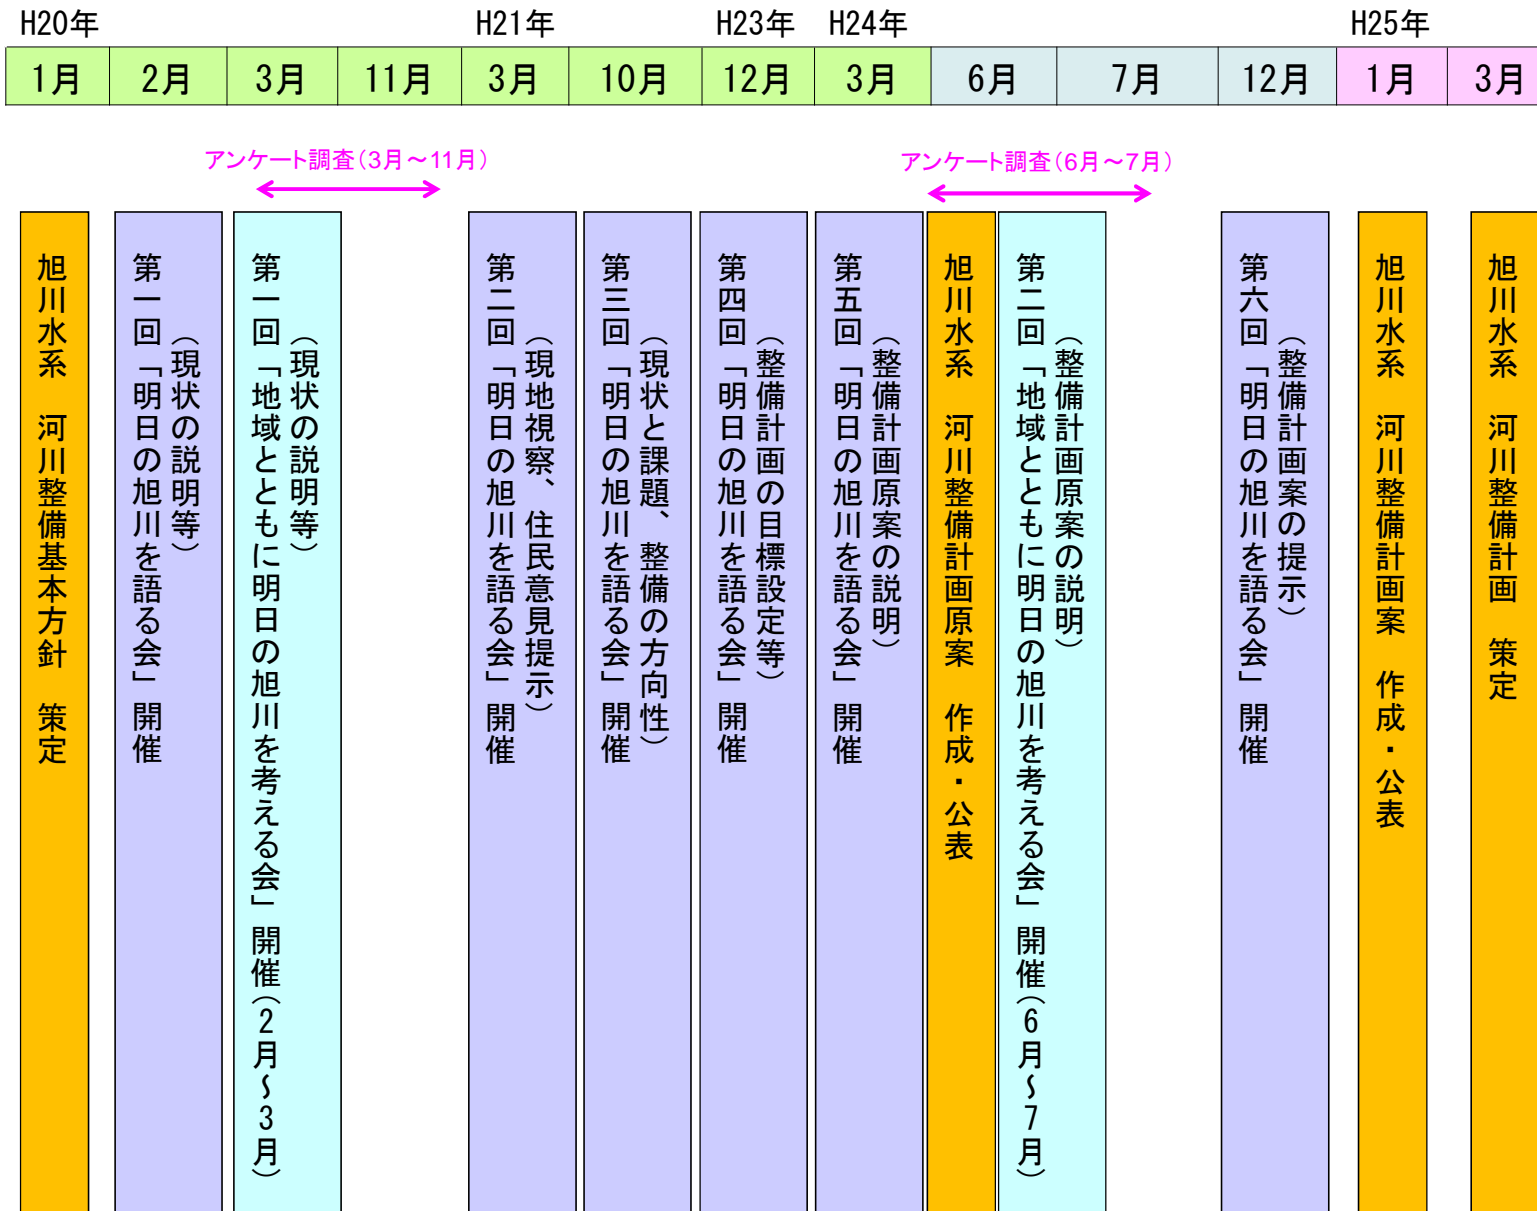 H20年
H21年
H23年
H24年
H25年
1月
2月
3月
11月
3月
10月
12月
3月
6月
7月
12月
1月
3月
アンケート調査（3月～11月）
アンケート調査（6月～7月）
旭川水系　河川整備基本方針　策定
第一回「明日の旭川を語る会」開催
（現状の説明等）
第一回「地域とともに明日の旭川を考える会」開催（2月～3月）
（現状の説明等）
第二回「明日の旭川を語る会」開催
（現地視察、住民意見提示）
第三回「明日の旭川を語る会」開催
（現状と課題、整備の方向性）
第四回「明日の旭川を語る会」開催
（整備計画の目標設定等）
第五回「明日の旭川を語る会」開催
（整備計画原案の説明）
旭川水系　河川整備計画原案　作成・公表
第二回「地域とともに明日の旭川を考える会」開催（6月～7月）
（整備計画原案の説明）
第六回「明日の旭川を語る会」開催
（整備計画案の提示）
旭川水系　河川整備計画案　作成・公表
旭川水系　河川整備計画　策定